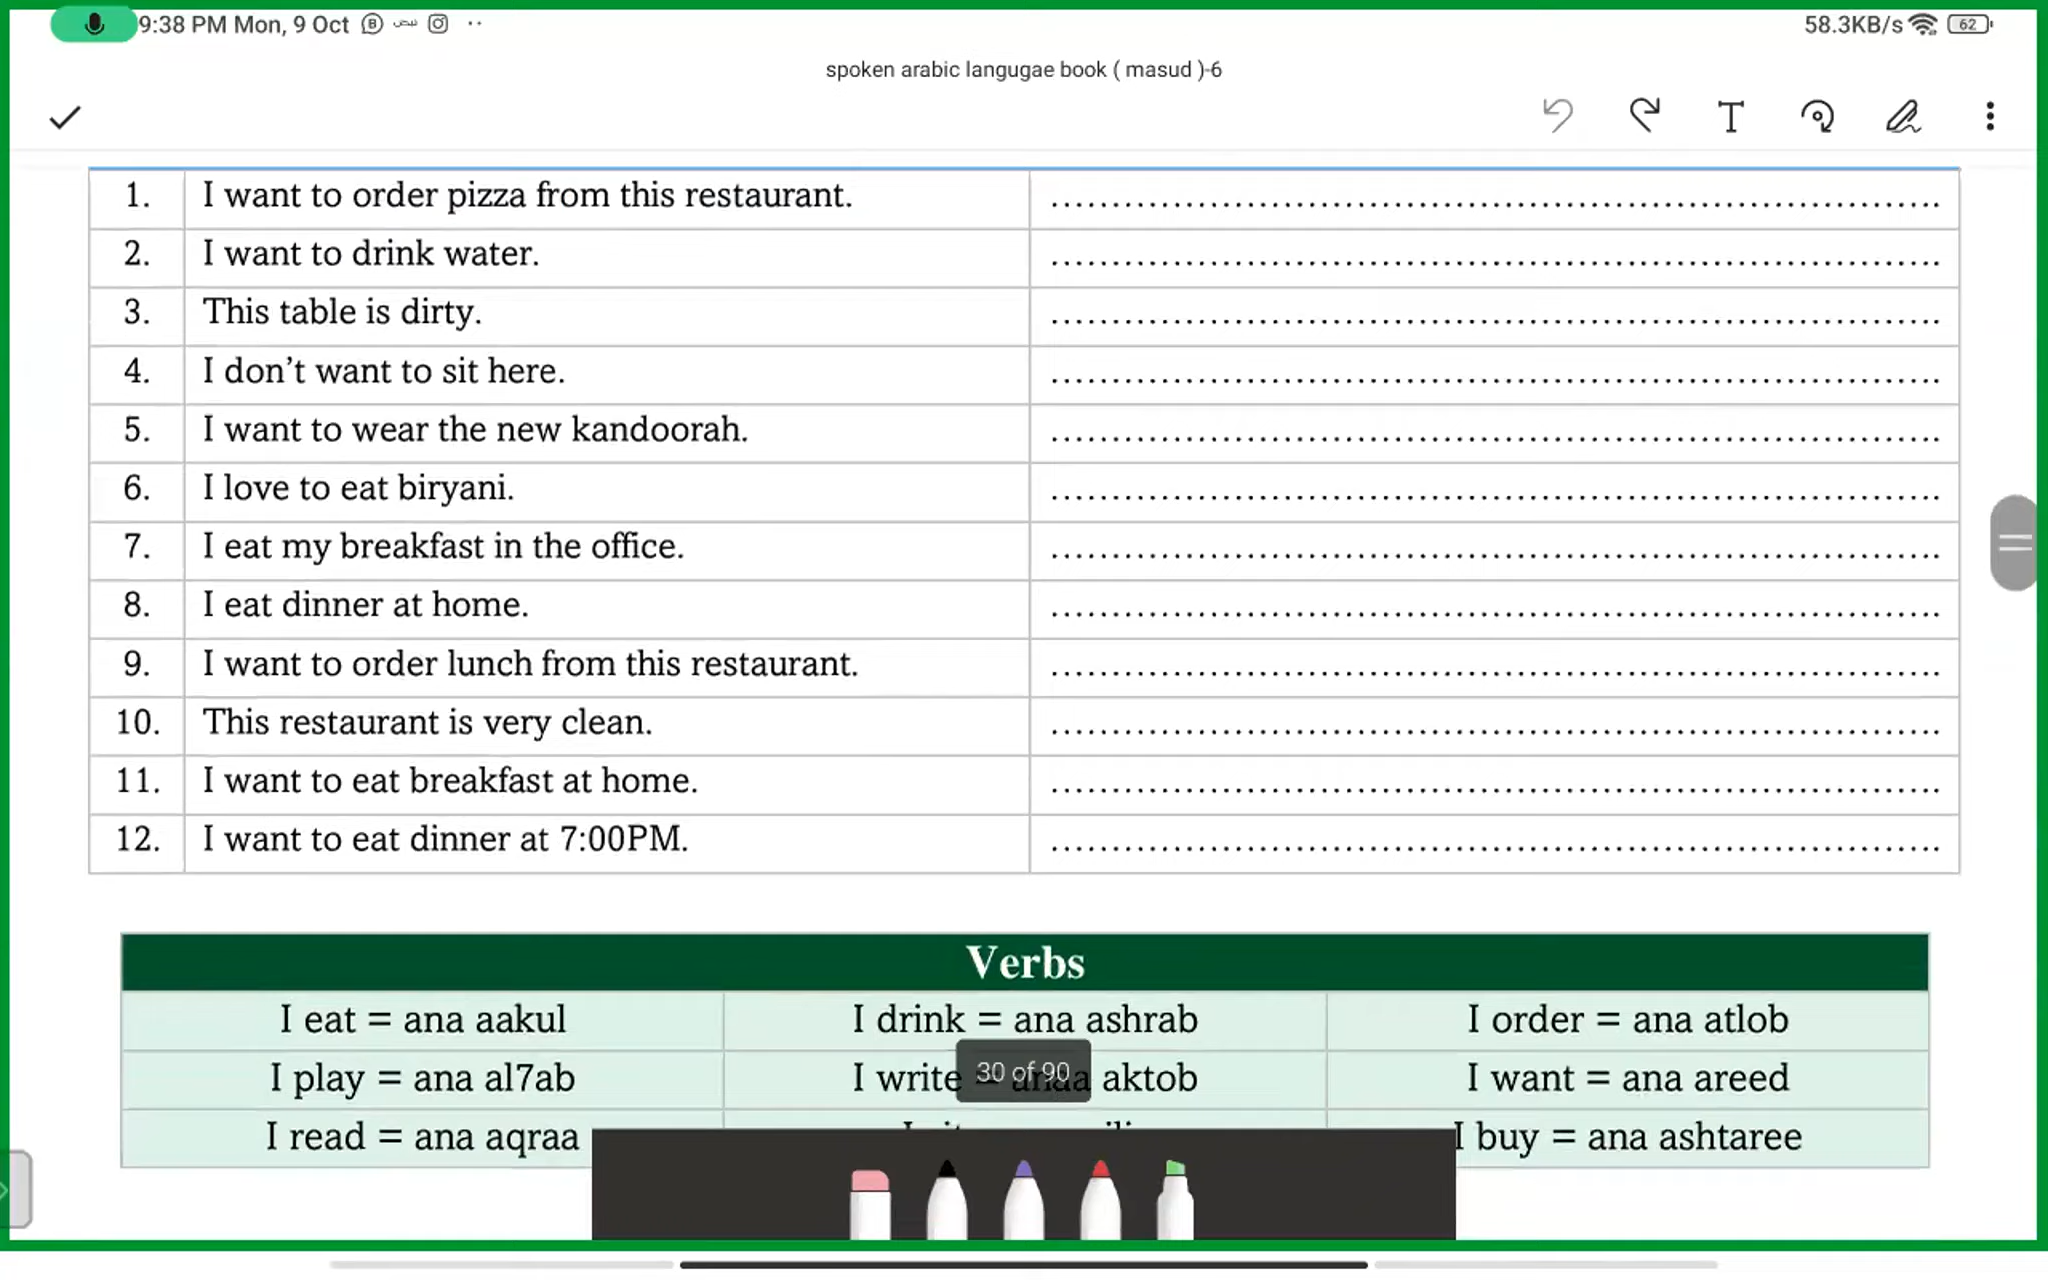 9:38 PM Mon, 9 Oct
58.3KB/s 62
spoken arabic langugae book ( masud )-6
1. I want to order pizza from this restaurant. ........................................................................
2. I want to drink water. ........................................................................
3. This table is dirty. ........................................................................
4. I don’t want to sit here. ........................................................................
5. I want to wear the new kandoorah. ........................................................................
6. I love to eat biryani. ........................................................................
7. I eat my breakfast in the office. ........................................................................
8. I eat dinner at home. ........................................................................
9. I want to order lunch from this restaurant. ........................................................................
10. This restaurant is very clean. ........................................................................
11. I want to eat breakfast at home. ........................................................................
12. I want to eat dinner at 7:00PM. ........................................................................
Verbs
I eat = ana aakul I drink = ana ashrab I order = ana atlob
I play = ana al7ab I write = anaa aktob I want = ana areed
30 of 90
I read = ana aqraa I buy = ana ashtaree